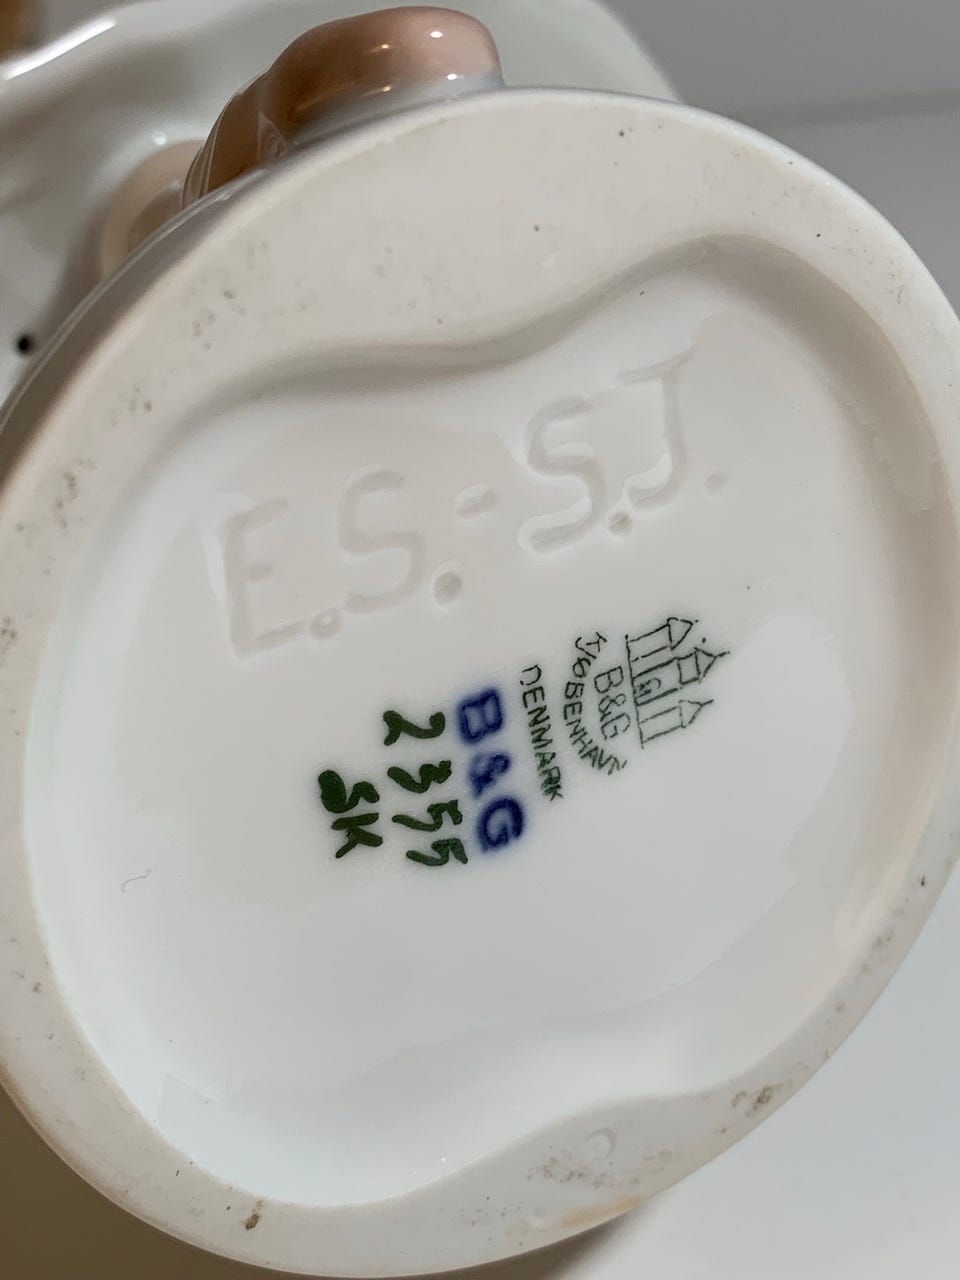 E.S.-S.J.
B&G
KJØBENHAVN
DENMARK
B&G
2355
SK